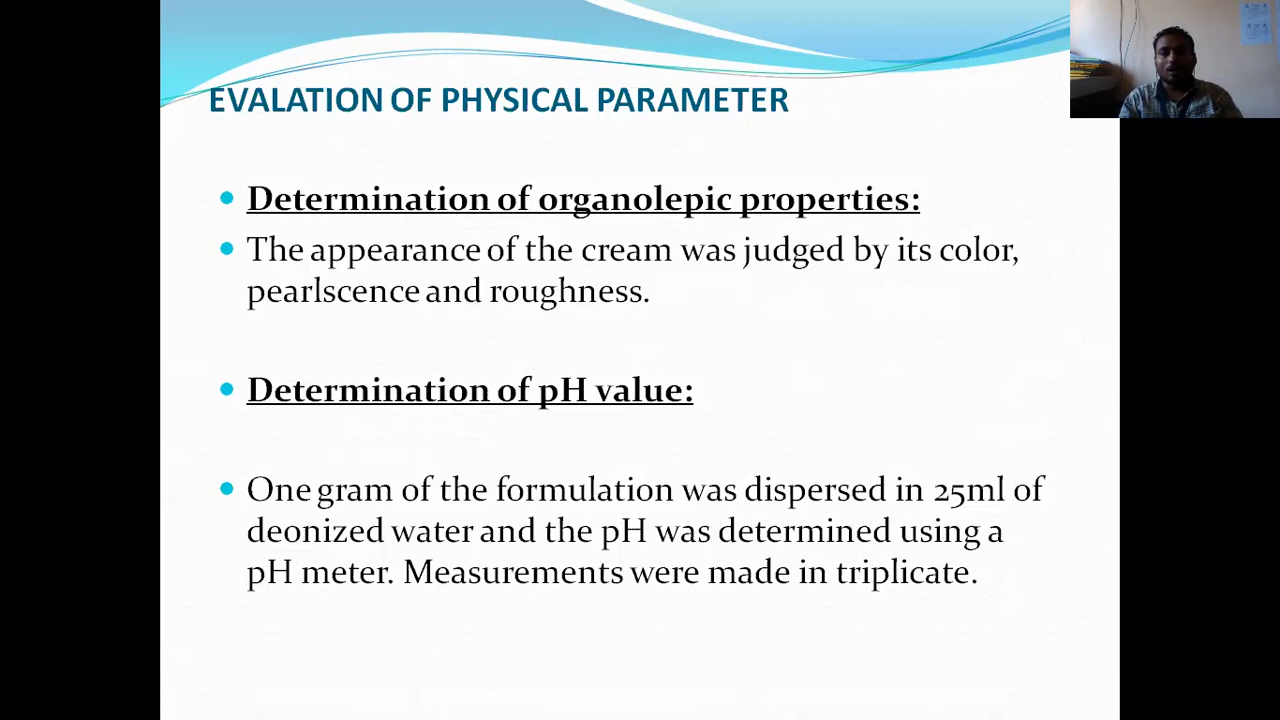 EVALATION OF PHYSICAL PARAMETER
Determination of organolepic properties:
The appearance of the cream was judged by its color,
pearlscence and roughness.
Determination of pH value:
One gram of the formulation was dispersed in 25ml of
deonized water and the pH was determined using a
pH meter. Measurements were made in triplicate.